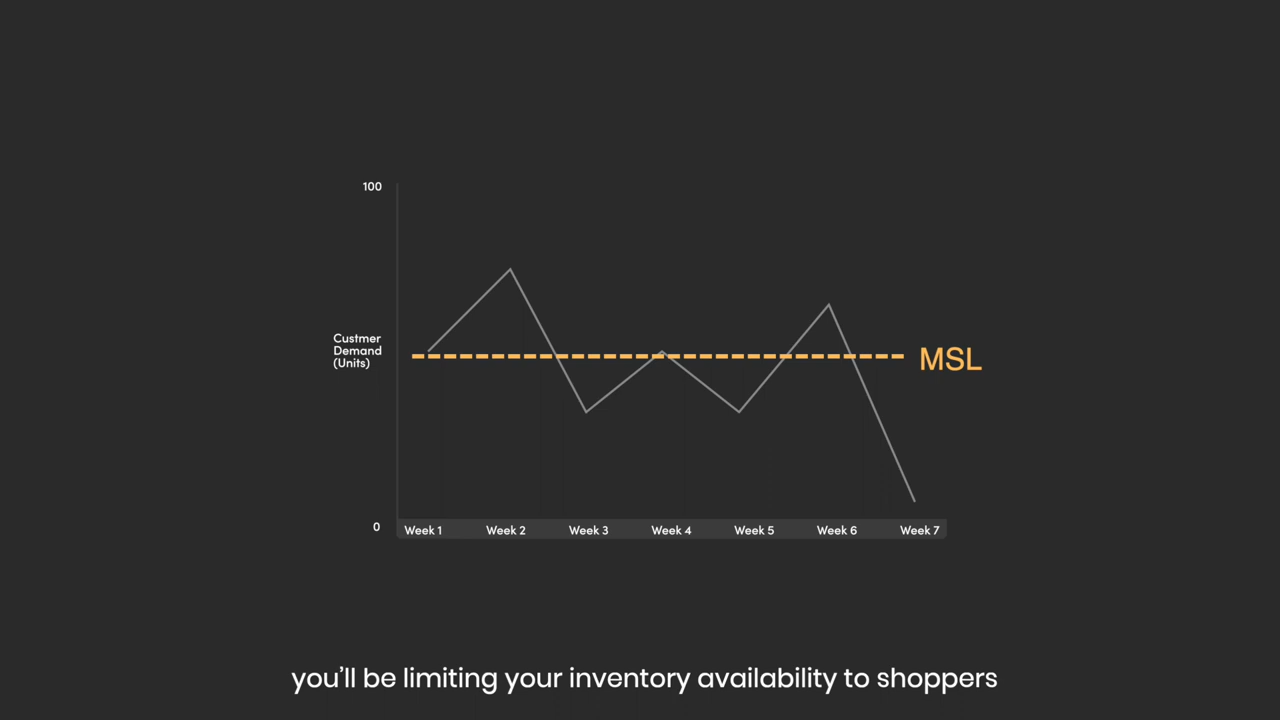 100
Custmer
Demand
(Units)
MSL
0
Week 1 Week 2 Week 3 Week 4 Week 5 Week 6 Week 7
you’ll be limiting your inventory availability to shoppers